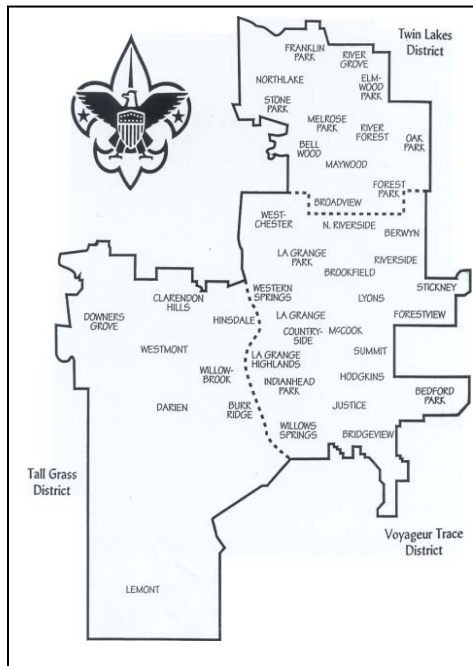 Twin Lakes
District
FRANKLIN
PARK
RIVER
GROVE
NORTHLAKE
ELM-
WOOD
PARK
STONE
PARK
MELROSE
PARK
RIVER
FOREST
OAK
PARK
BELL
WOOD
MAYWOOD
FOREST
PARK
BROADVIEW
WEST-
CHESTER
N. RIVERSIDE
BERWYN
LA GRANGE
PARK
RIVERSIDE
BROOKFIELD
WESTERN
SPRINGS
STICKNEY
CLARENDON
HILLS
LYONS
DOWNERS
GROVE
HINSDALE
LA GRANGE
FORESTVIEW
COUNTRY-
SIDE
McCOOK
WESTMONT
LA GRANGE
HIGHLANDS
SUMMIT
WILLOW-
BROOK
INDIANHEAD
PARK
HODGKINS
BEDFORD
PARK
DARIEN
BURR
RIDGE
JUSTICE
WILLOWS
SPRINGS
BRIDGEVIEW
Tall Grass
District
Voyageur Trace
District
LEMONT